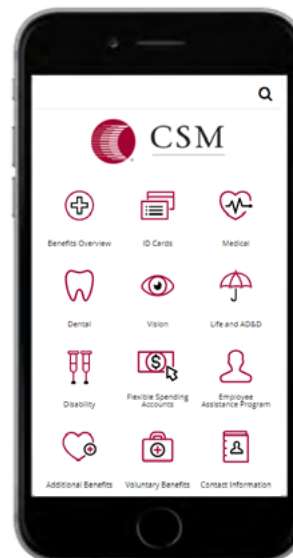 CSM
Benefits Overview
ID Cards
Medical
Dental
Vision
Life and AD&D
Disability
Flexible Spending
Accounts
Employee
Assistance Program
Additional Benefits
Voluntary Benefits
Contact Information